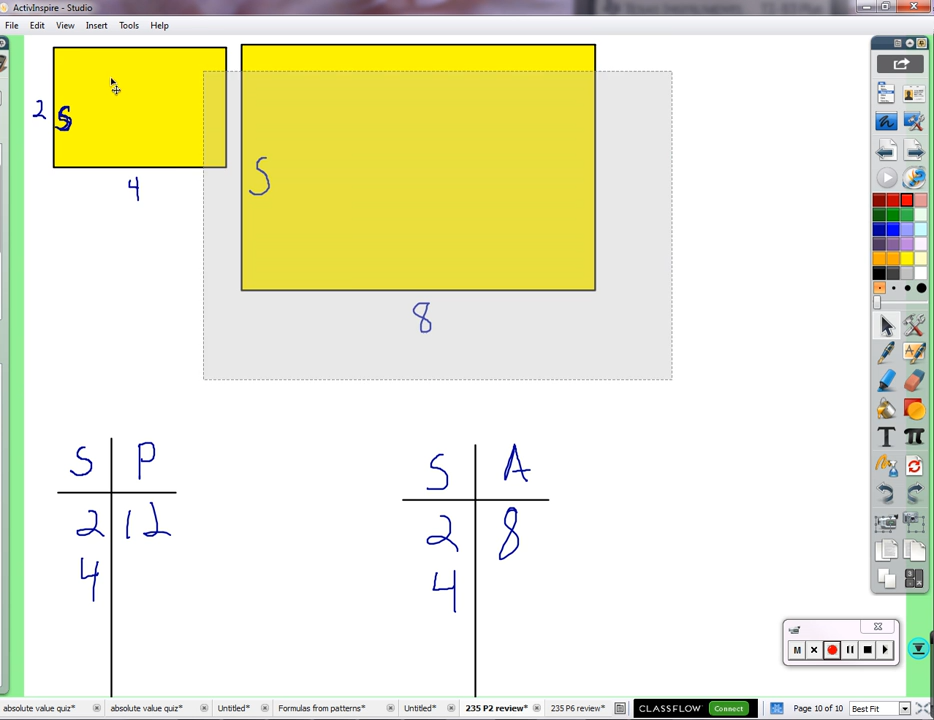 ActivInspire - Studio
File Edit View Insert Tools Help
2 S
4
S
8
S P
2 12
4
S A
2 8
4
M
absolute value quiz* absolute value quiz* Untitled* Formulas from patterns* Untitled* 235 P2 review* 235 P6 review* CLASSFLOW Connect Page 10 of 10 Best Fit